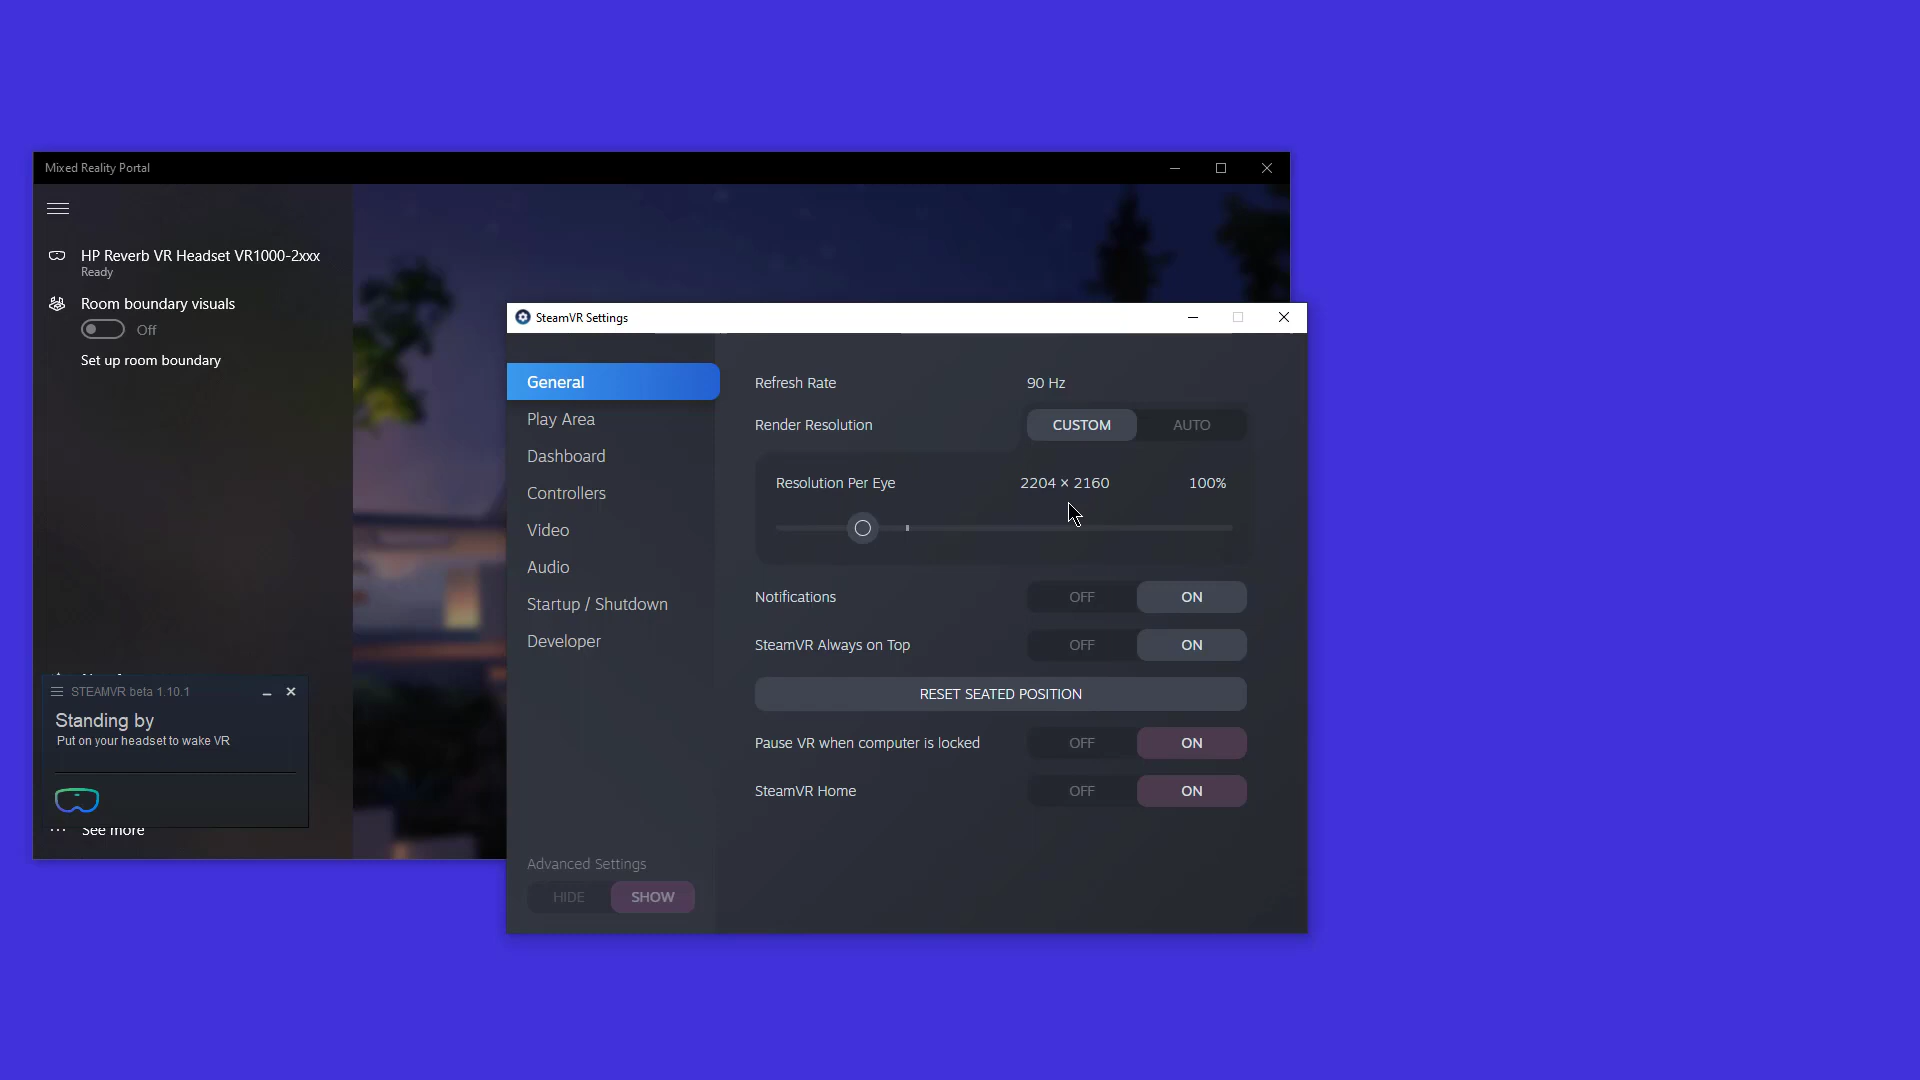 Mixed Reality Portal
HP Reverb VR Headset VR1000-2xxx
Ready
Room boundary visuals
Off
Set up room boundary
STEAMVR beta 1.10.1
Standing by
Put on your headset to wake VR
See more
SteamVR Settings
General
Play Area
Dashboard
Controllers
Video
Audio
Startup / Shutdown
Developer
Advanced Settings
HIDE SHOW
Refresh Rate 90 Hz
Render Resolution CUSTOM AUTO
Resolution Per Eye 2204 × 2160 100%
Notifications OFF ON
SteamVR Always on Top OFF ON
RESET SEATED POSITION
Pause VR when computer is locked OFF ON
SteamVR Home OFF ON